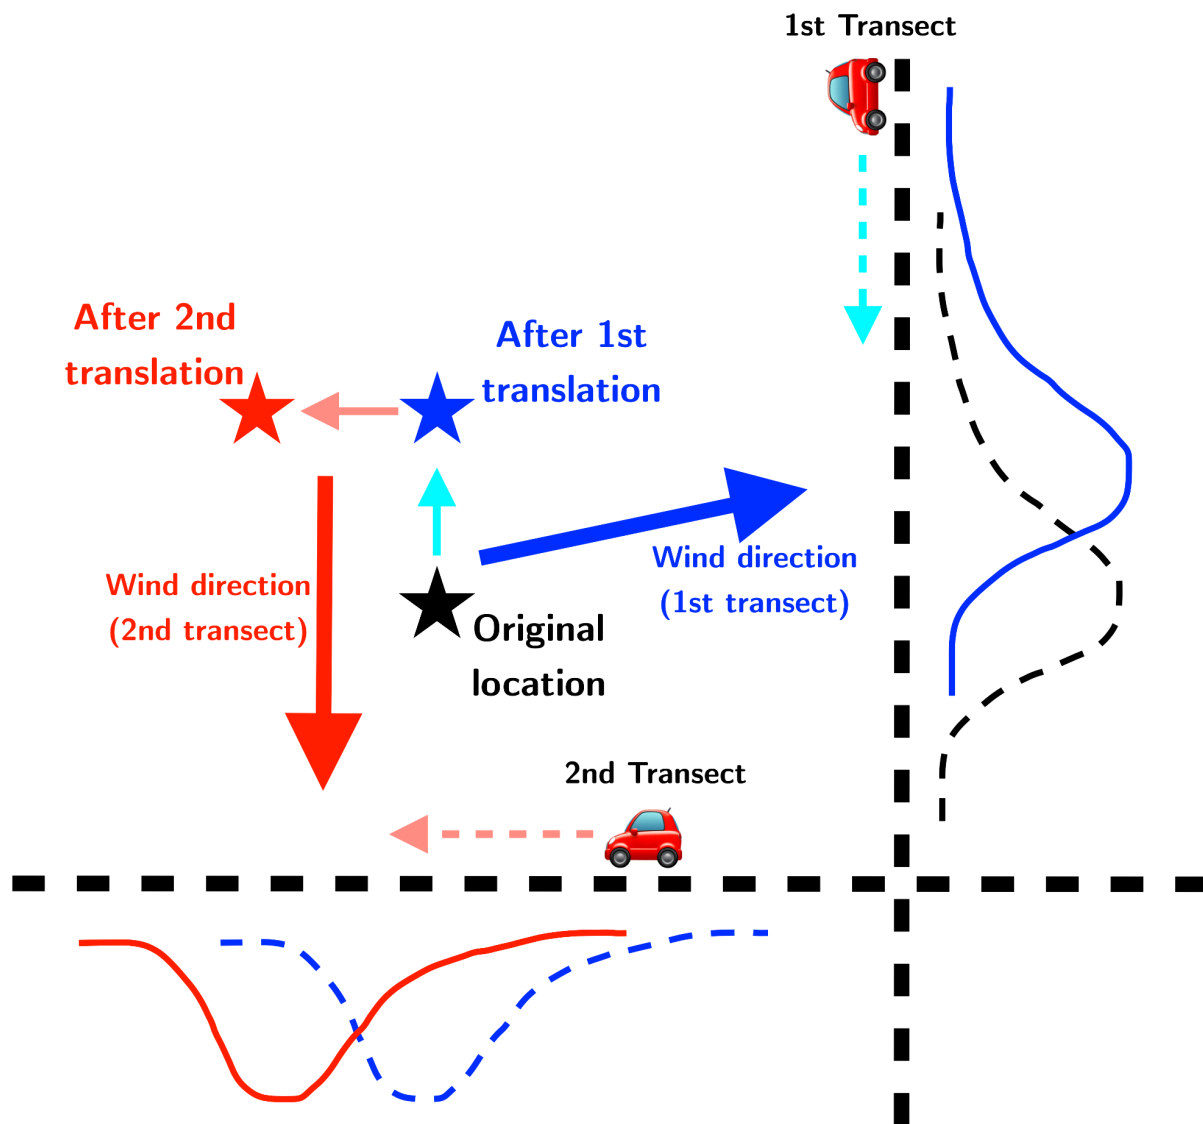 1st Transect
After 2nd
translation
After 1st
translation
Wind direction
(1st transect)
Wind direction
(2nd transect)
Original
location
2nd Transect